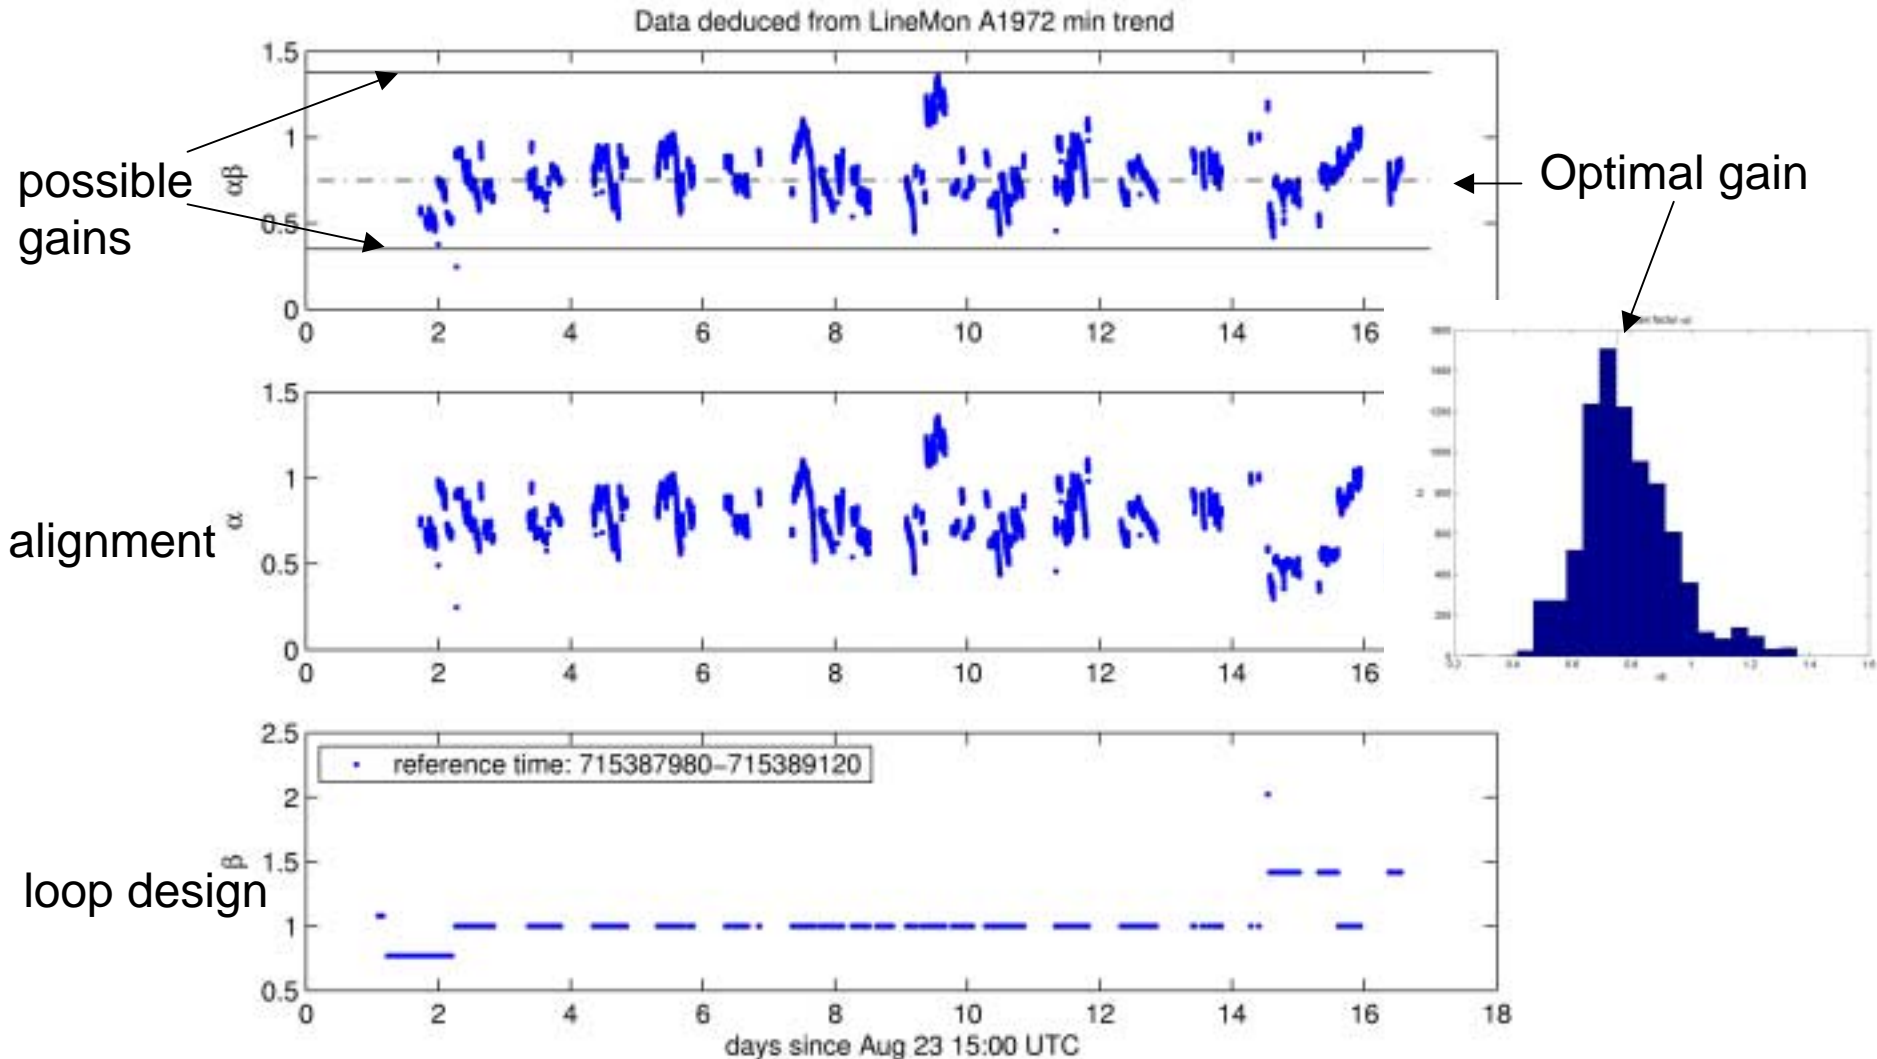 Data deduced from LineMon A1972 min trend
1.5
1
0.5
0
αβ
0 2 4 6 8 10 12 14 16
possible
gains
Optimal gain
1.5
1
0.5
0
α
0 2 4 6 8 10 12 14 16
alignment
2.5
2
1.5
1
0.5
β
reference time: 715387980–715389120
loop design
0 2 4 6 8 10 12 14 16 18
days since Aug 23 15:00 UTC